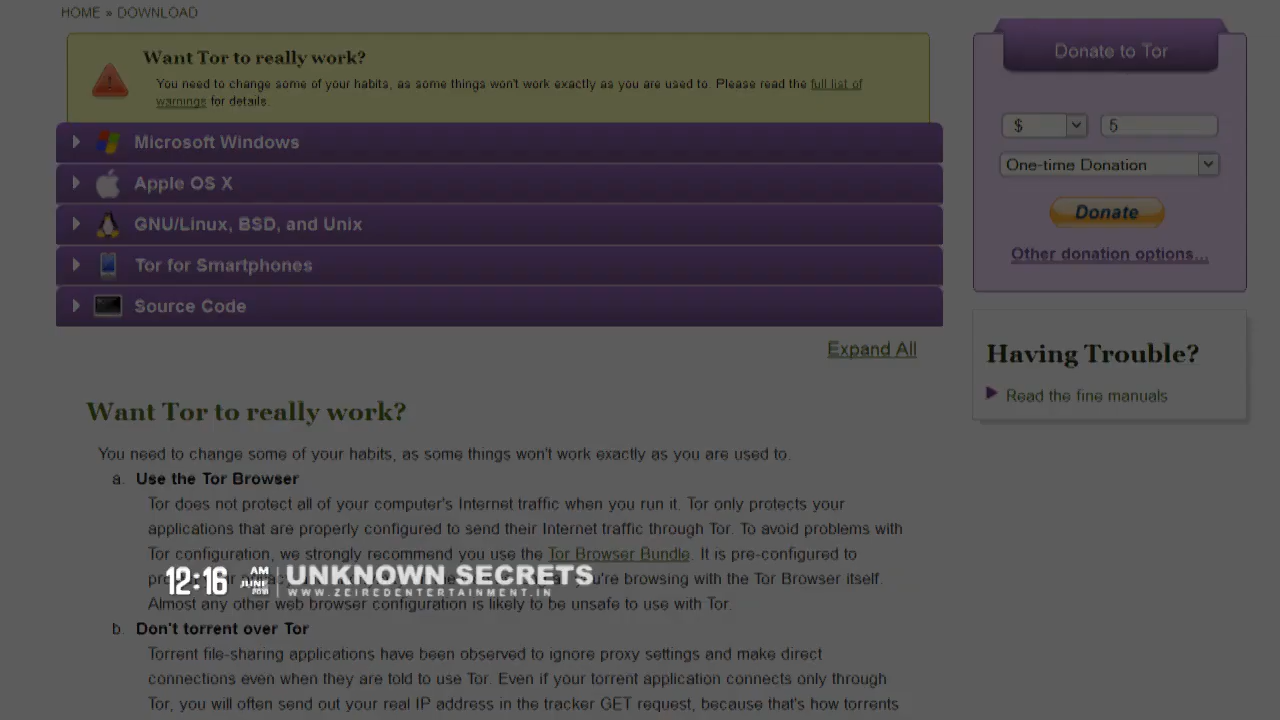 HOME » DOWNLOAD
Want Tor to really work?
You need to change some of your habits, as some things won't work exactly as you are used to. Please read the full list of
warnings for details.
Microsoft Windows
Apple OS X
GNU/Linux, BSD, and Unix
Tor for Smartphones
Source Code
Expand All
Donate to Tor
$ 5
One-time Donation
Donate
Other donation options...
Having Trouble?
Read the fine manuals
Want Tor to really work?
You need to change some of your habits, as some things won't work exactly as you are used to.
a. Use the Tor Browser
Tor does not protect all of your computer's Internet traffic when you run it. Tor only protects your
applications that are properly configured to send their Internet traffic through Tor. To avoid problems with
Tor configuration, we strongly recommend you use the Tor Browser Bundle. It is pre-configured to
you're browsing with the Tor Browser itself.
Almost any other web browser configuration is likely to be unsafe to use with Tor.
12:16 AM JUNE UNKNOWN SECRETS
WWW.ZEIREDENTERTAINMENT.IN
b. Don't torrent over Tor
Torrent file-sharing applications have been observed to ignore proxy settings and make direct
connections even when they are told to use Tor. Even if your torrent application connects only through
Tor, you will often send out your real IP address in the tracker GET request, because that's how torrents